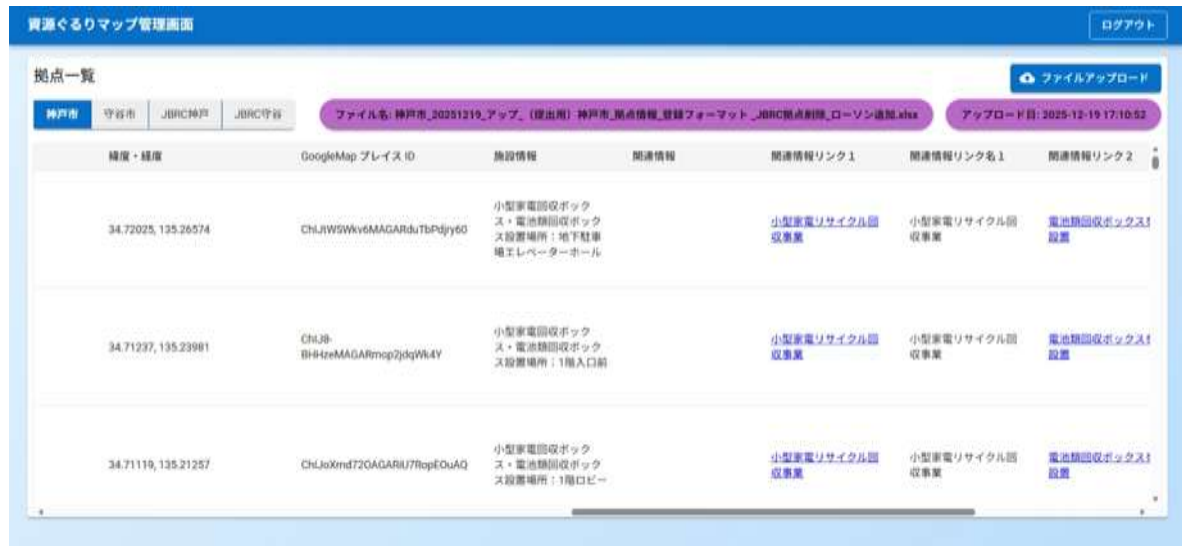 資源ぐるりマップ管理画面
ログアウト
拠点一覧
ファイルアップロード
神戸市
守谷市
JBRC神戸
JBRC守谷
ファイル名: 神戸市_20251219_アップ_（提出用）神戸市_拠点情報_登録フォーマット_JBRC拠点削除_ローソン追加.xlsx
アップロード日: 2025-12-19 17:10:52
緯度・経度
GoogleMap プレイス ID
施設情報
関連情報
関連情報リンク 1
関連情報リンク名 1
関連情報リンク 2
34.72025, 135.26574
小型家電回収ボック
ス・電池類回収ボック
ス設置場所：地下駐車
場エレベーターホール
小型家電リサイクル回
収事業
小型家電リサイクル回
収事業
電池類回収ボックス
設置
34.71237, 135.23981
ChIJ8-
BHHzeMAGARmop2jdqWk4Y
小型家電回収ボック
ス・電池類回収ボック
ス設置場所：1階入口前
小型家電リサイクル回
収事業
小型家電リサイクル回
収事業
電池類回収ボックス
設置
34.71119, 135.21257
小型家電回収ボック
ス・電池類回収ボック
ス設置場所：1階ロビー
小型家電リサイクル回
収事業
小型家電リサイクル回
収事業
電池類回収ボックス
設置